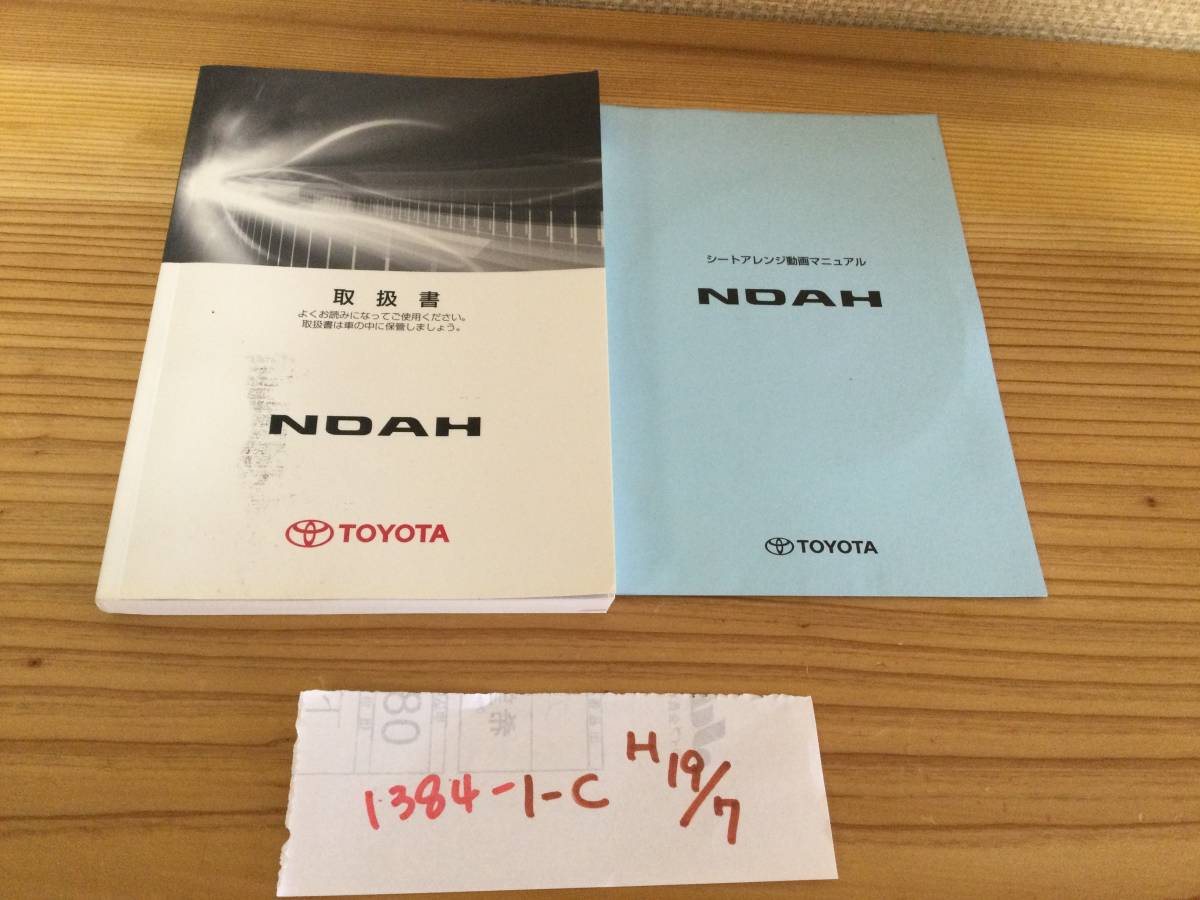 取扱書
よくお読みになってご使用ください。
取扱書は車の中に保管しましょう。
NOAH
TOYOTA
シートアレンジ動画マニュアル
NOAH
TOYOTA
1384-1-C H19/7